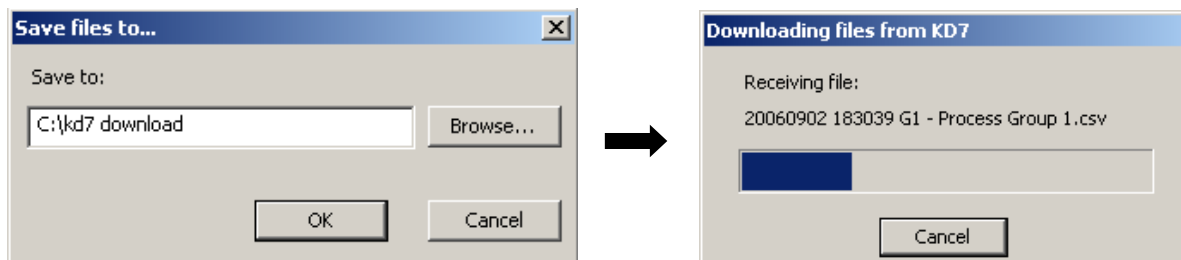 Save files to...
Save to:
C:\kd7 download
Browse...
OK
Cancel
Downloading files from KD7
Receiving file:
20060902 183039 G1 - Process Group 1.csv
Cancel